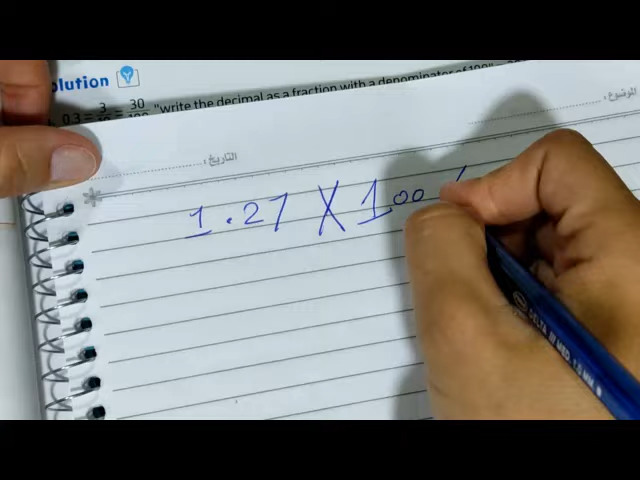 olution
0.3 = 3/10 = 30/100 "write the decimal as a fraction with a denominator of 100"
الموضوع :
التاريخ :
1.27 X 100